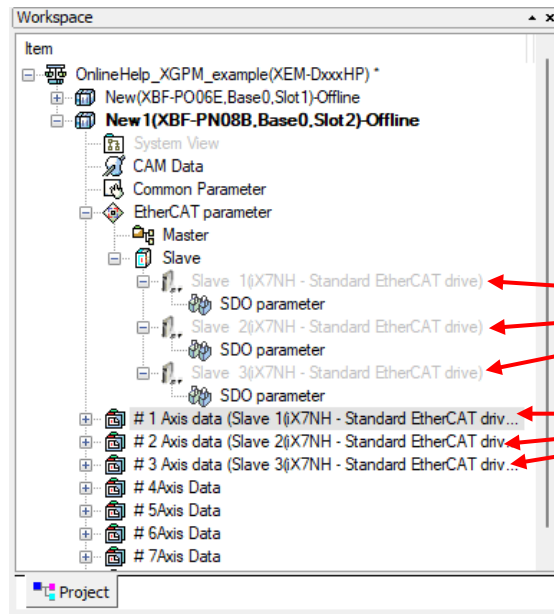 Workspace
Item
OnlineHelp_XGPM_example(XEM-DxxxHP) *
New(XBF-PO06E,Base0,Slot1)-Offline
New1(XBF-PN08B,Base0,Slot2)-Offline
System View
CAM Data
Common Parameter
EtherCAT parameter
Master
Slave
Slave 1(iX7NH - Standard EtherCAT drive)
SDO parameter
Slave 2(iX7NH - Standard EtherCAT drive)
SDO parameter
Slave 3(iX7NH - Standard EtherCAT drive)
SDO parameter
# 1 Axis data (Slave 1(iX7NH - Standard EtherCAT driv...
# 2 Axis data (Slave 2(iX7NH - Standard EtherCAT driv...
# 3 Axis data (Slave 3(iX7NH - Standard EtherCAT driv...
# 4Axis Data
# 5Axis Data
# 6Axis Data
# 7Axis Data
Project